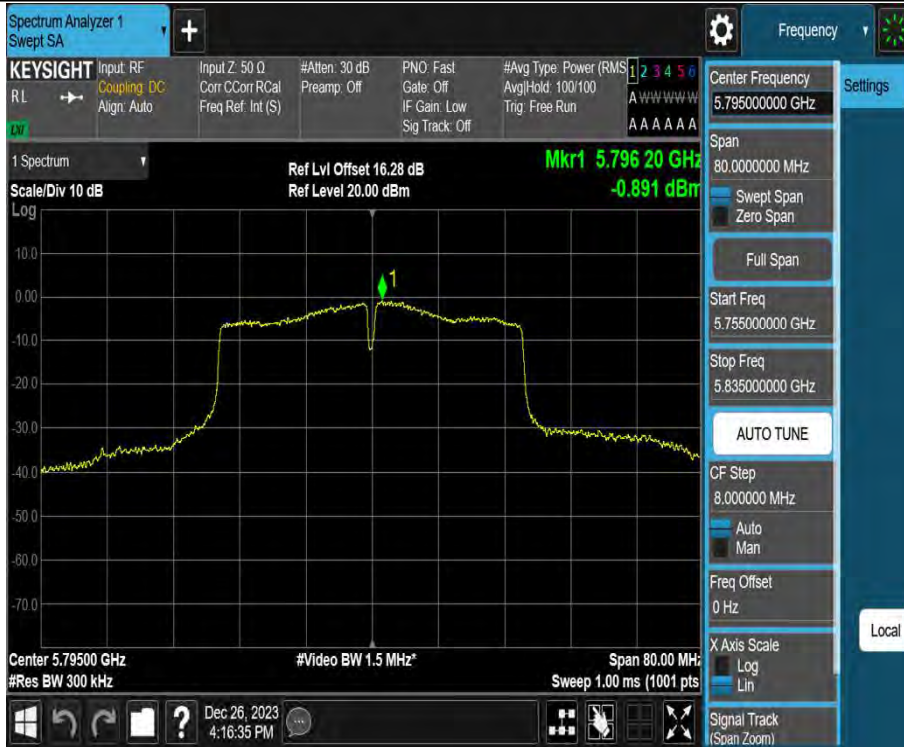 Spectrum Analyzer 1
Swept SA
+
Frequency
KEYSIGHT
RL
LXI
Input: RF
Coupling: DC
Align: Auto
Input Z: 50 Ω
Corr CCorr RCal
Freq Ref: Int (S)
#Atten: 30 dB
Preamp: Off
PNO: Fast
Gate: Off
IF Gain: Low
Sig Track: Off
#Avg Type: Power (RMS
Avg|Hold: 100/100
Trig: Free Run
1 2 3 4 5 6
A W W W W W
A A A A A A
Center Frequency
5.795000000 GHz
Settings
1 Spectrum
Scale/Div 10 dB
Log
Ref Lvl Offset 16.28 dB
Ref Level 20.00 dBm
Mkr1 5.796 20 GHz
-0.891 dBm
Span
80.0000000 MHz
Swept Span
Zero Span
Full Span
Start Freq
5.755000000 GHz
Stop Freq
5.835000000 GHz
AUTO TUNE
CF Step
8.000000 MHz
Auto
Man
Freq Offset
0 Hz
X Axis Scale
Log
Lin
Signal Track
(Span Zoom)
Local
10.0
0.00
-10.0
-20.0
-30.0
-40.0
-50.0
-60.0
-70.0
1
Center 5.79500 GHz
#Res BW 300 kHz
#Video BW 1.5 MHz*
Span 80.00 MHz
Sweep 1.00 ms (1001 pts
?
Dec 26, 2023
4:16:35 PM